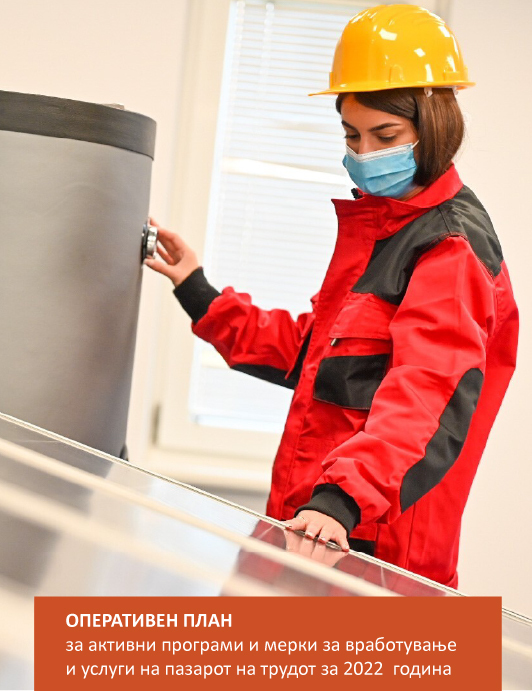 ОПЕРАТИВЕН ПЛАН
за активни програми и мерки за вработување
и услуги на пазарот на трудот за 2022 година